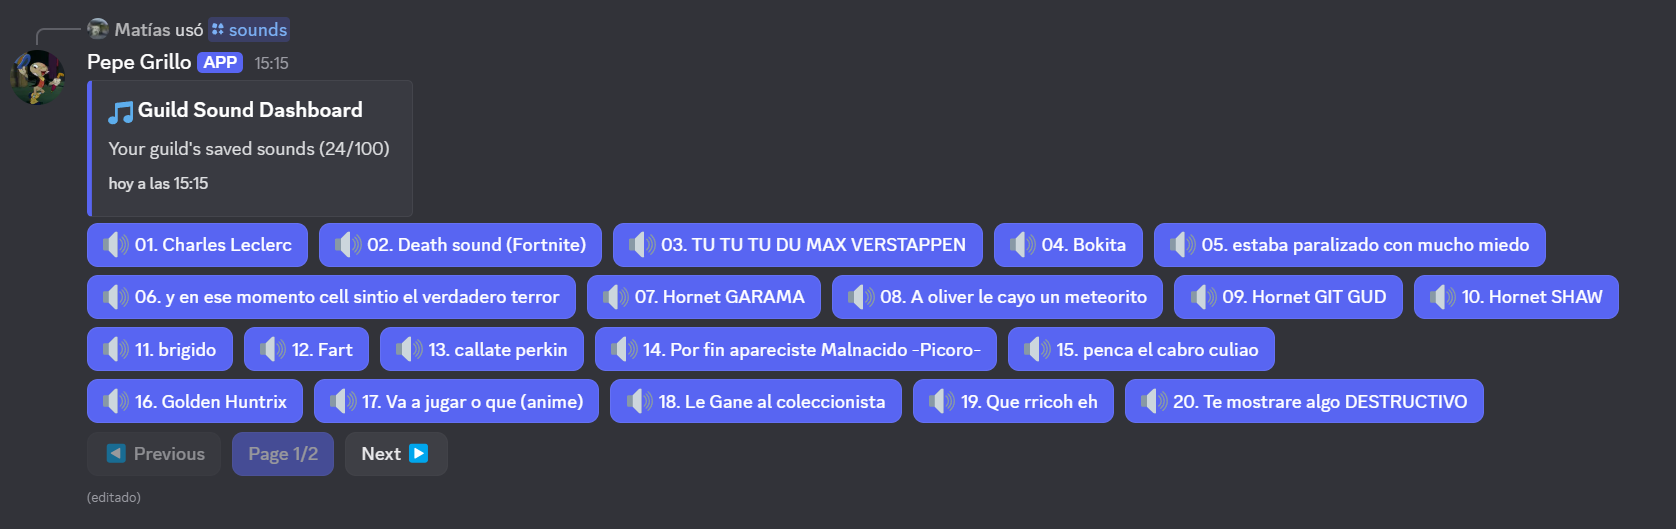 Matías usó sounds
Pepe Grillo APP 15:15
Guild Sound Dashboard
Your guild's saved sounds (24/100)
hoy a las 15:15
01. Charles Leclerc 02. Death sound (Fortnite) 03. TU TU TU DU MAX VERSTAPPEN 04. Bokita 05. estaba paralizado con mucho miedo
06. y en ese momento cell sintio el verdadero terror 07. Hornet GARAMA 08. A oliver le cayo un meteorito 09. Hornet GIT GUD 10. Hornet SHAW
11. brigido 12. Fart 13. callate perkin 14. Por fin apareciste Malnacido -Picoro- 15. penca el cabro culiao
16. Golden Huntrix 17. Va a jugar o que (anime) 18. Le Gane al coleccionista 19. Que rricoh eh 20. Te mostrare algo DESTRUCTIVO
Previous Page 1/2 Next
(editado)